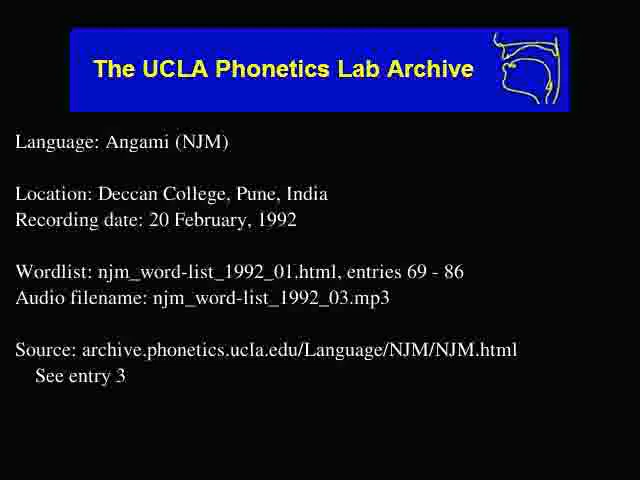 The UCLA Phonetics Lab Archive
Language: Angami (NJM)
Location: Deccan College, Pune, India
Recording date: 20 February, 1992
Wordlist: njm_word-list_1992_01.html, entries 69 - 86
Audio filename: njm_word-list_1992_03.mp3
Source: archive.phonetics.ucla.edu/Language/NJM/NJM.html
See entry 3